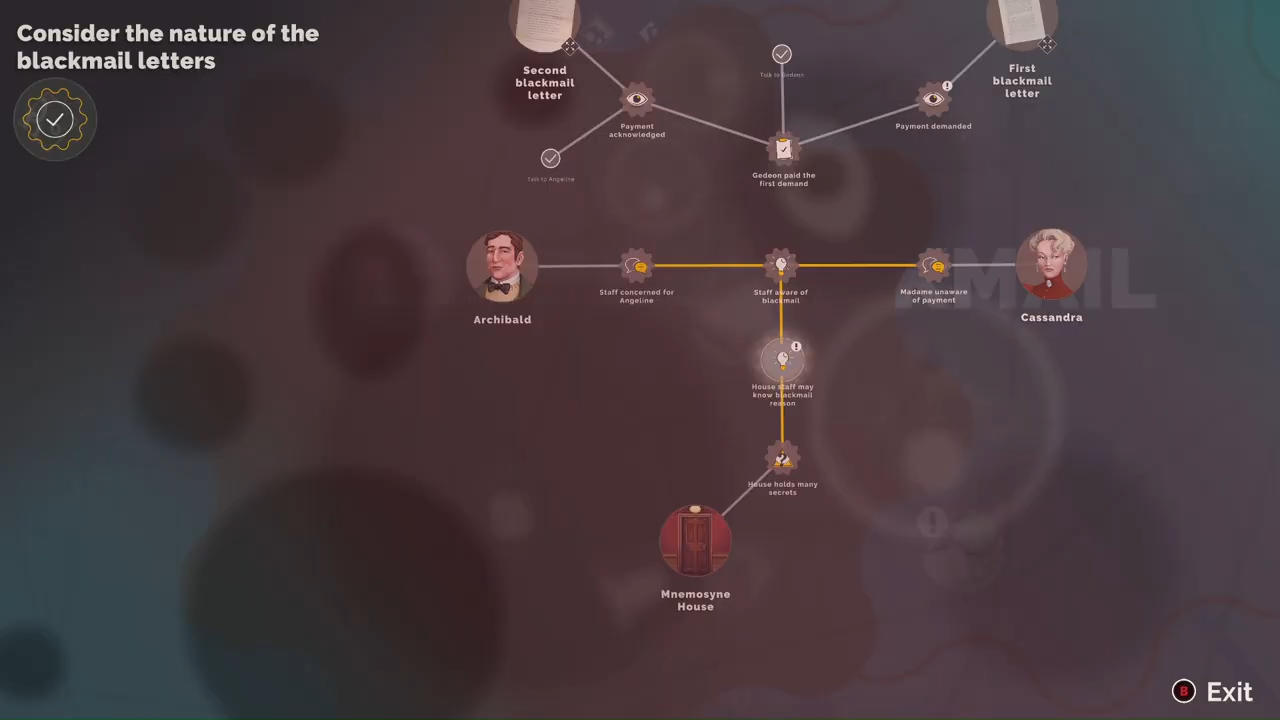 Consider the nature of the
blackmail letters
Second
blackmail
letter
First
blackmail
letter
Talk to Gedeon
Payment
acknowledged
Payment demanded
Talk to Angeline
Gedeon paid the
first demand
MAIL
Archibald
Staff concerned for
Angeline
Staff aware of
blackmail
Madame unaware
of payment
Cassandra
House staff may
know blackmail
reason
House holds many
secrets
Mnemosyne
House
B Exit